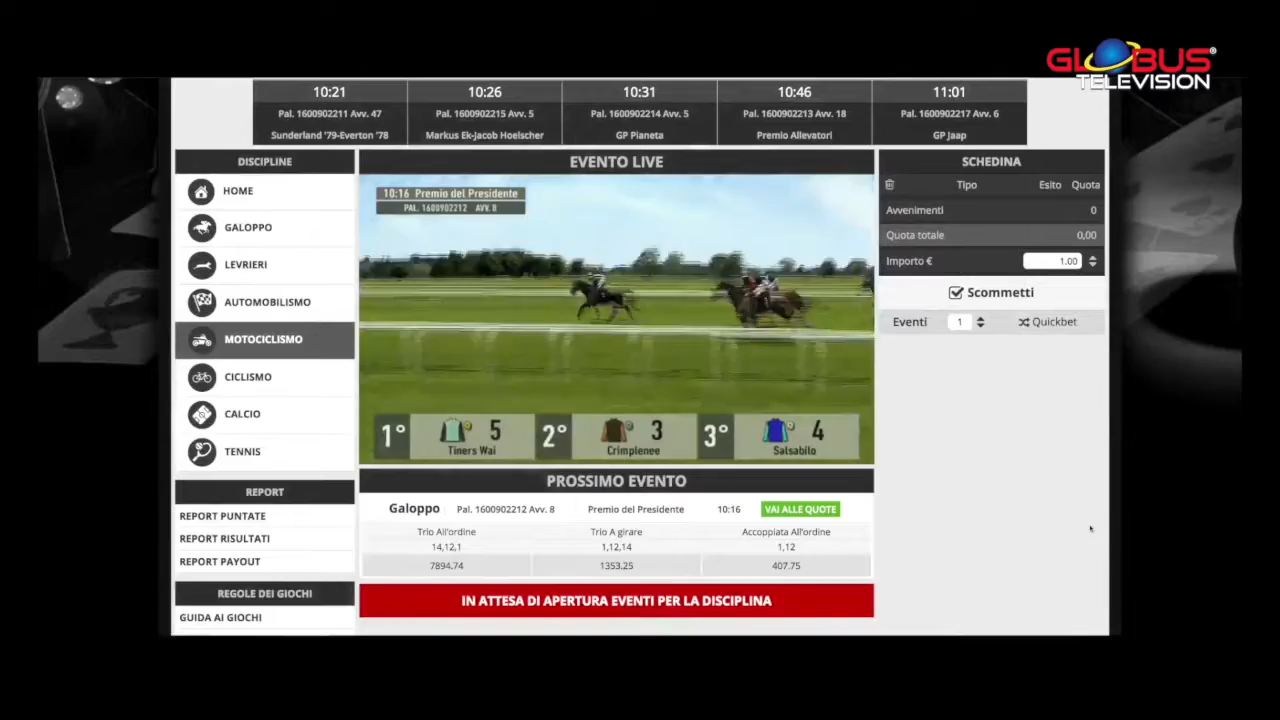 GLOBUS®
TELEVISION
10:21
Pal. 1600902211 Avv. 47
Sunderland '79-Everton '78
10:26
Pal. 1600902215 Avv. 5
Markus Ek-Jacob Hoelscher
10:31
Pal. 1600902214 Avv. 5
GP Pianeta
10:46
Pal. 1600902213 Avv. 18
Premio Allevatori
11:01
Pal. 1600902217 Avv. 6
GP Jaap
DISCIPLINE
HOME
GALOPPO
LEVRIERI
AUTOMOBILISMO
MOTOCICLISMO
CICLISMO
CALCIO
TENNIS
REPORT
REPORT PUNTATE
REPORT RISULTATI
REPORT PAYOUT
REGOLE DEI GIOCHI
GUIDA AI GIOCHI
EVENTO LIVE
10:16 Premio del Presidente
PAL. 1600902212 AVV. 8
1° 5 2° 3 3° 4
Tiners Wai Crimplenee Salsabilo
PROSSIMO EVENTO
Galoppo Pal. 1600902212 Avv. 8 Premio del Presidente 10:16 VAI ALLE QUOTE
Trio All'ordine Trio A girare Accoppiata All'ordine
14,12,1 1,12,14 1,12
7894.74 1353.25 407.75
IN ATTESA DI APERTURA EVENTI PER LA DISCIPLINA
SCHEDINA
Tipo Esito Quota
Avvenimenti 0
Quota totale 0,00
Importo € 1.00
Scommetti
Eventi 1 Quickbet